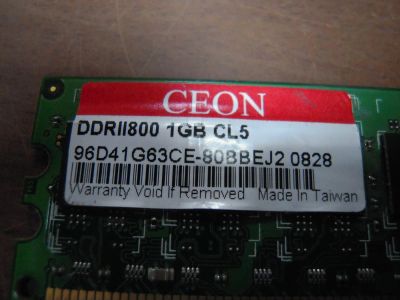 CEON
DDRII800 1GB CL5
96D41G63CE-80BBEJ2 0828
Warranty Void If Removed Made In Taiwan